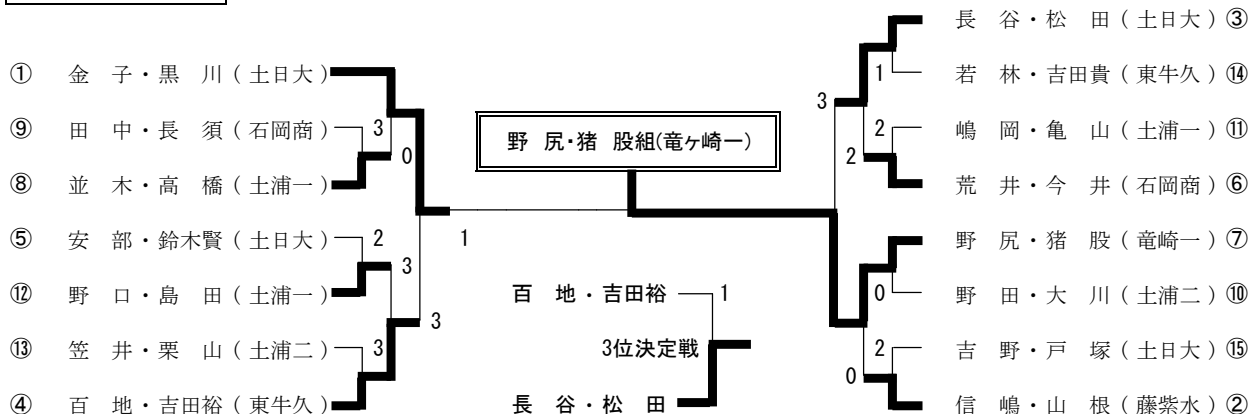 ① 金 子・黒 川 ( 土日大 )
⑨ 田 中・長 須 ( 石岡商 )
3
0
⑧ 並 木・高 橋 ( 土浦一 )
1
⑤ 安 部・鈴木賢 ( 土日大 )
2
3
⑫ 野 口・島 田 ( 土浦一 )
3
⑬ 笠 井・栗 山 ( 土浦二 )
3
④ 百 地・吉田裕 ( 東牛久 )
野 尻・猪 股組(竜ヶ崎一)
百 地・吉田裕
1
3位決定戦
長 谷・松 田
長 谷・松 田 ( 土日大 ) ③
1
若 林・吉田貴 ( 東牛久 ) ⑭
3
2
嶋 岡・亀 山 ( 土浦一 ) ⑪
2
荒 井・今 井 ( 石岡商 ) ⑥
野 尻・猪 股 ( 竜崎一 ) ⑦
0
野 田・大 川 ( 土浦二 ) ⑩
2
吉 野・戸 塚 ( 土日大 ) ⑮
0
信 嶋・山 根 ( 藤紫水 ) ②